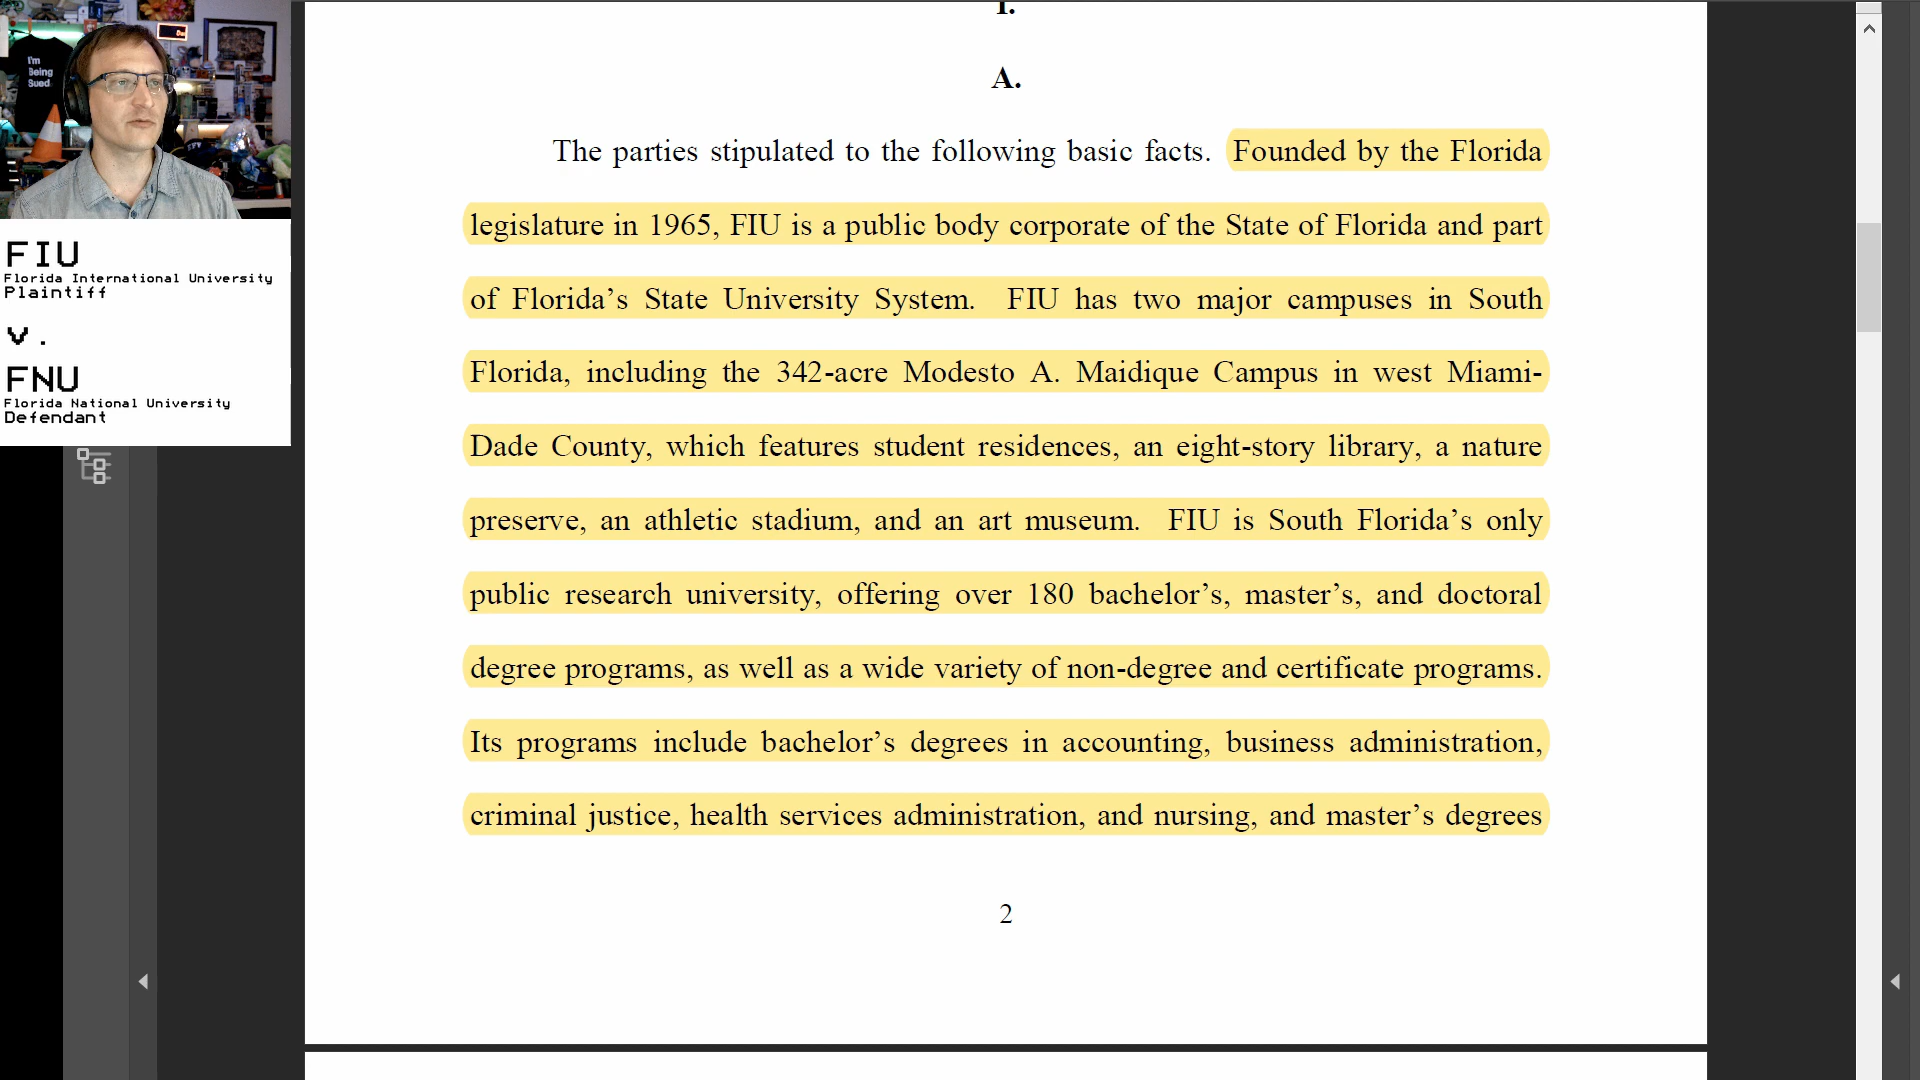 I'm
Being
Sued
FIU
Florida International University
Plaintiff
v.
FNU
Florida National University
Defendant
I.
A.
The parties stipulated to the following basic facts. Founded by the Florida
legislature in 1965, FIU is a public body corporate of the State of Florida and part
of Florida’s State University System. FIU has two major campuses in South
Florida, including the 342-acre Modesto A. Maidique Campus in west Miami-
Dade County, which features student residences, an eight-story library, a nature
preserve, an athletic stadium, and an art museum. FIU is South Florida’s only
public research university, offering over 180 bachelor’s, master’s, and doctoral
degree programs, as well as a wide variety of non-degree and certificate programs.
Its programs include bachelor’s degrees in accounting, business administration,
criminal justice, health services administration, and nursing, and master’s degrees
2